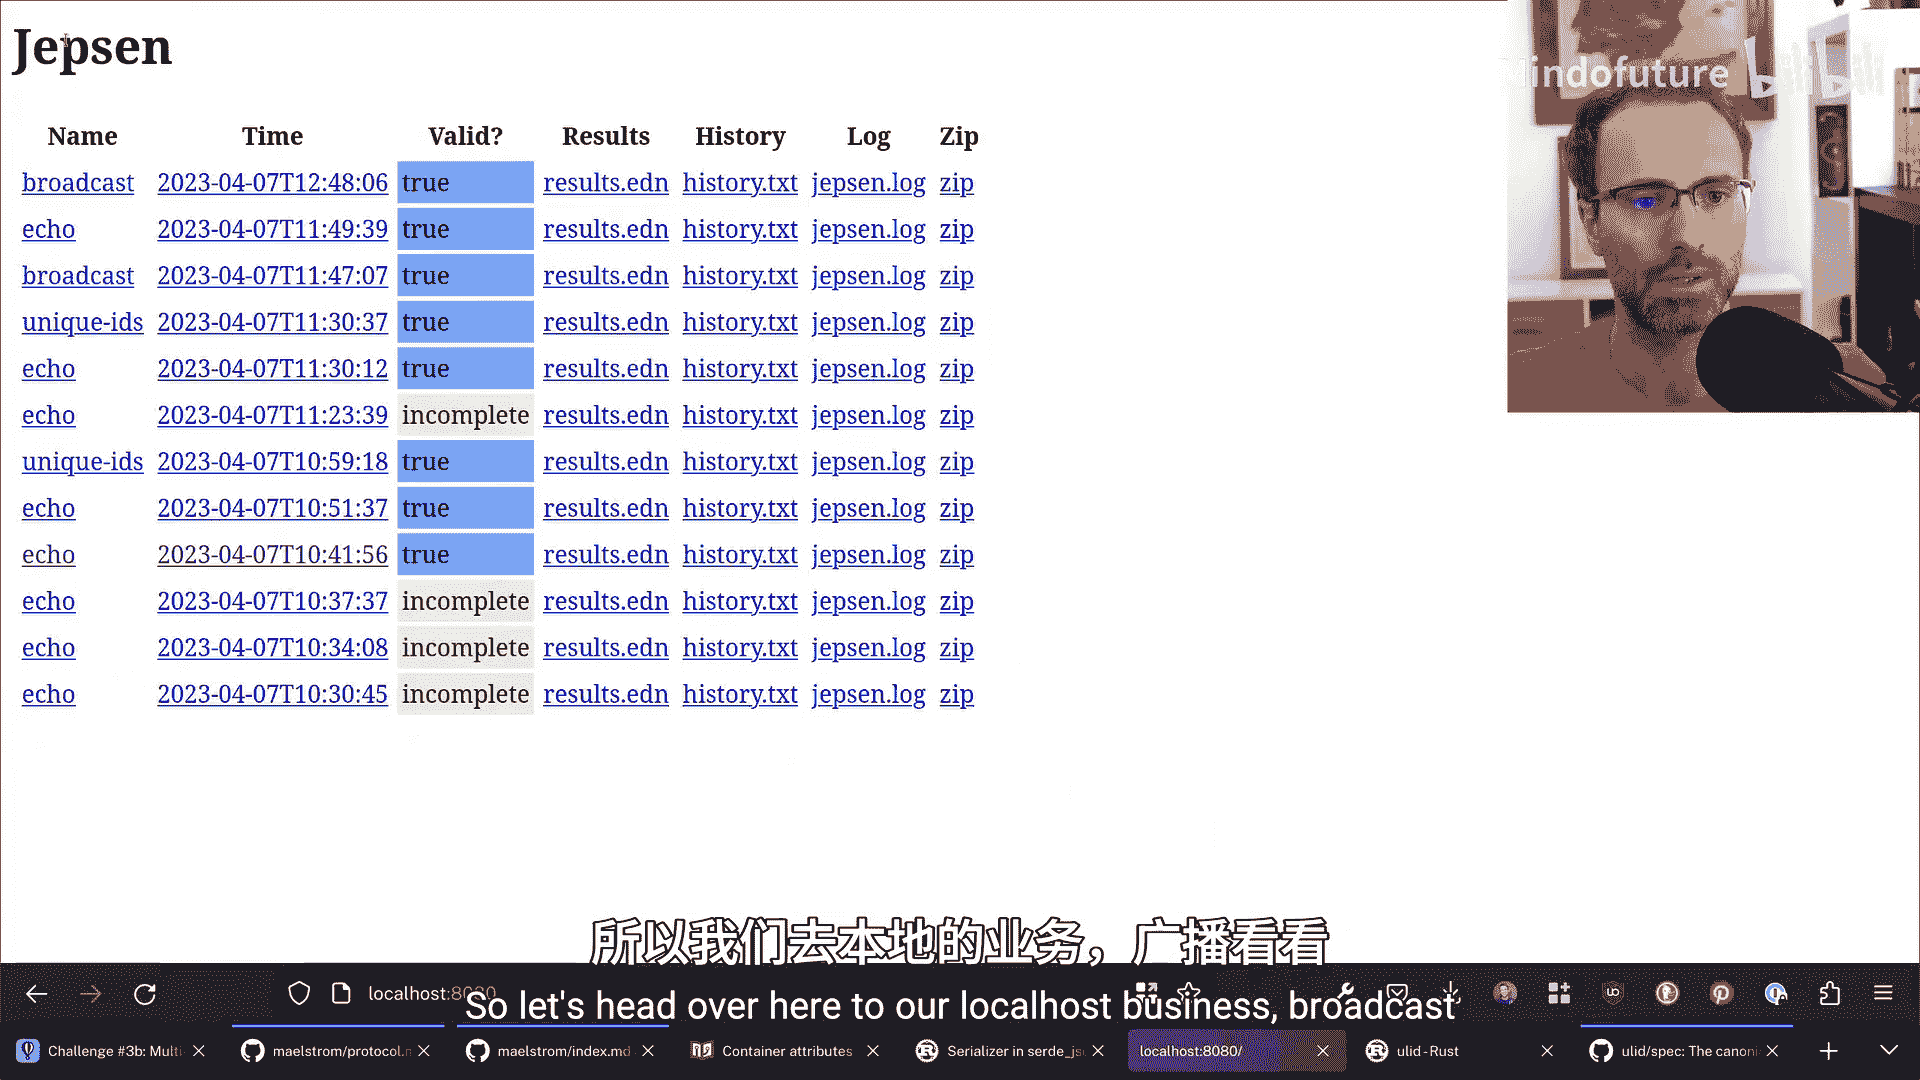 Jepsen
Name Time Valid? Results History Log Zip
broadcast 2023-04-07T12:48:06 true results.edn history.txt jepsen.log zip
echo 2023-04-07T11:49:39 true results.edn history.txt jepsen.log zip
broadcast 2023-04-07T11:47:07 true results.edn history.txt jepsen.log zip
unique-ids 2023-04-07T11:30:37 true results.edn history.txt jepsen.log zip
echo 2023-04-07T11:30:12 true results.edn history.txt jepsen.log zip
echo 2023-04-07T11:23:39 incomplete results.edn history.txt jepsen.log zip
unique-ids 2023-04-07T10:59:18 true results.edn history.txt jepsen.log zip
echo 2023-04-07T10:51:37 true results.edn history.txt jepsen.log zip
echo 2023-04-07T10:41:56 true results.edn history.txt jepsen.log zip
echo 2023-04-07T10:37:37 incomplete results.edn history.txt jepsen.log zip
echo 2023-04-07T10:34:08 incomplete results.edn history.txt jepsen.log zip
echo 2023-04-07T10:30:45 incomplete results.edn history.txt jepsen.log zip
indofuture bilibili
所以我们去本地的业务，广播看看
localhost:8080
So let's head over here to our localhost business, broadcast
Challenge #3b: Multi maelstrom/protocol.m maelstrom/index.md Container attributes Serializer in serde_js localhost:8080/ ulid - Rust ulid/spec: The canoni